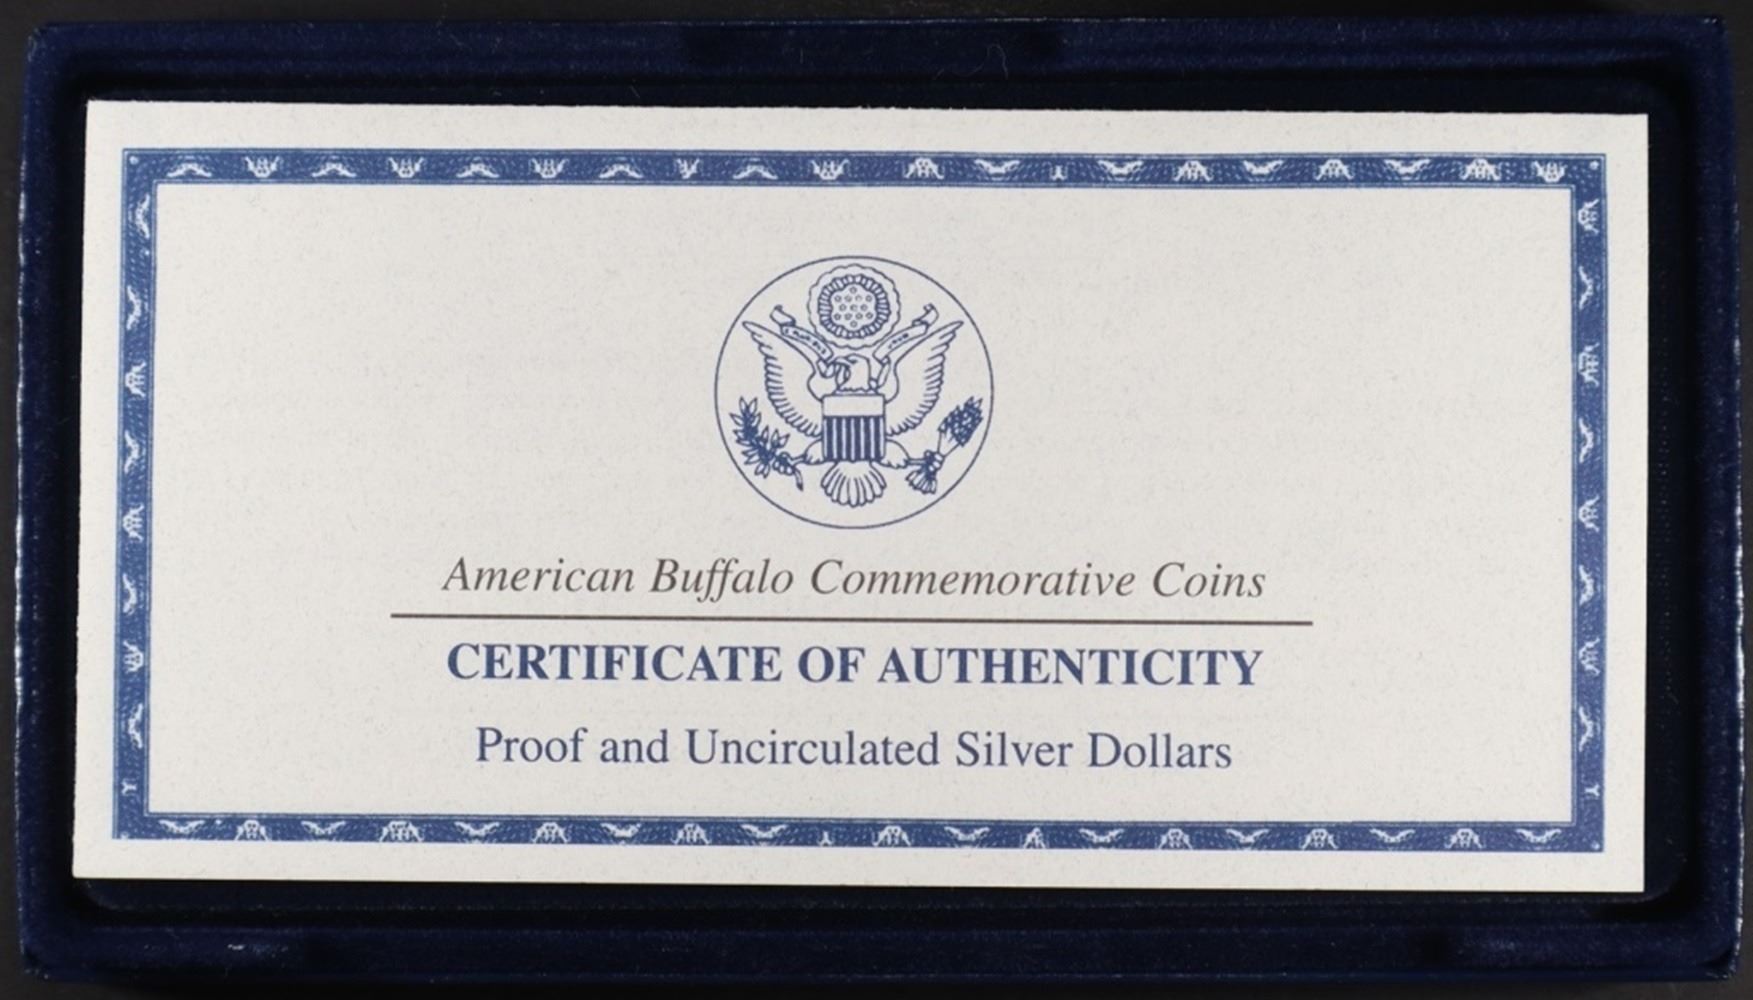 American Buffalo Commemorative Coins
CERTIFICATE OF AUTHENTICITY
Proof and Uncirculated Silver Dollars